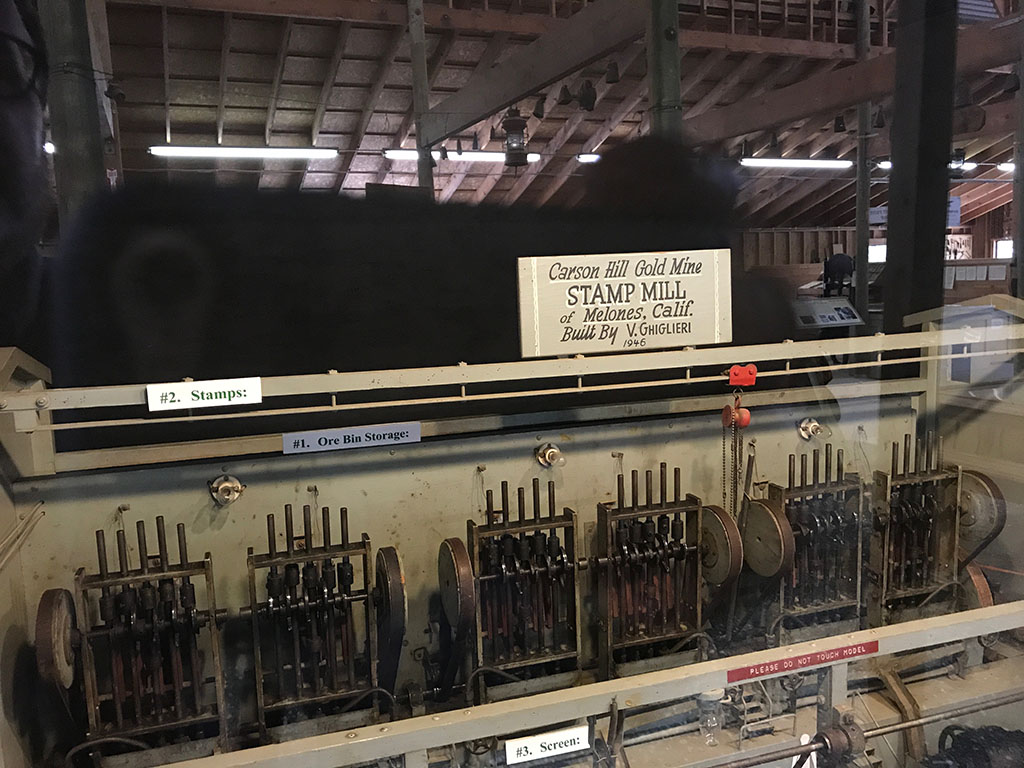 Carson Hill Gold Mine
STAMP MILL
of Melones, Calif.
Built By V. GHIGLIERI
1946
#2. Stamps:
#1. Ore Bin Storage:
PLEASE DO NOT TOUCH MODEL
#3. Screen: